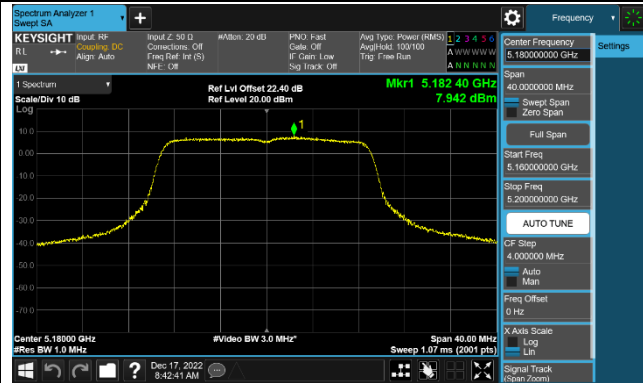 Spectrum Analyzer 1
Swept SA
Frequency
KEYSIGHT
RL
LXI
Input: RF
Coupling: DC
Align: Auto
Input Z: 50 Ω
Corrections: Off
Freq Ref: Int (S)
NFE: Off
#Atten: 20 dB
PNO: Fast
Gate: Off
IF Gain: Low
Sig Track: Off
Avg Type: Power (RMS)
Avg|Hold: 100/100
Trig: Free Run
1 2 3 4 5 6
A W W W W W
A N N N N N
1 Spectrum
Scale/Div 10 dB
Ref Lvl Offset 22.40 dB
Ref Level 20.00 dBm
Mkr1 5.182 40 GHz
7.942 dBm
Log
10.0
0.00
-10.0
-20.0
-30.0
-40.0
-50.0
-60.0
-70.0
1
Center 5.18000 GHz
#Res BW 1.0 MHz
#Video BW 3.0 MHz*
Span 40.00 MHz
Sweep 1.07 ms (2001 pts)
Dec 17, 2022
8:42:41 AM
Center Frequency
5.180000000 GHz
Span
40.0000000 MHz
Swept Span
Zero Span
Full Span
Start Freq
5.160000000 GHz
Stop Freq
5.200000000 GHz
AUTO TUNE
CF Step
4.000000 MHz
Auto
Man
Freq Offset
0 Hz
X Axis Scale
Log
Lin
Signal Track
(Span Zoom)
Settings